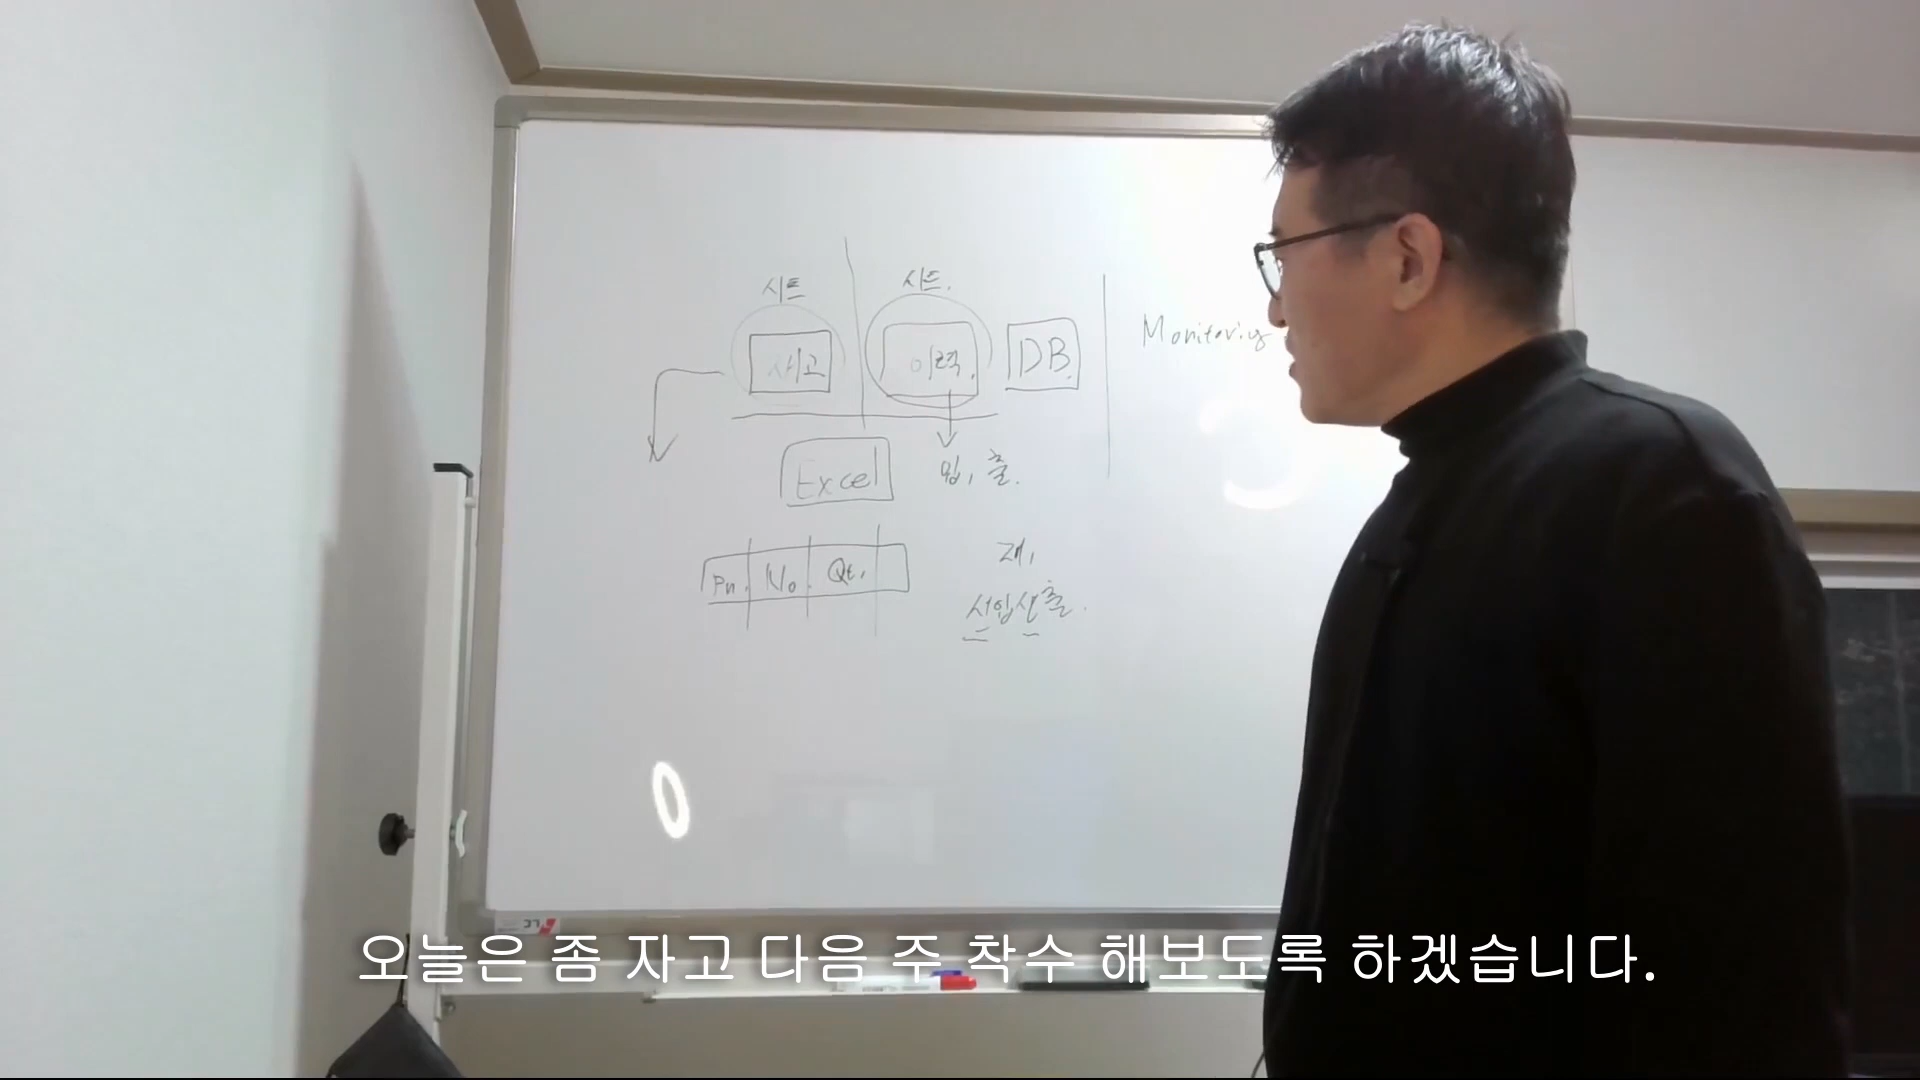 시트
시트.
재고
이력.
DB.
Monitoring
Excel
입, 출.
Pn. No. Qt.
재,
선입선출.
오늘은 좀 자고 다음 주 착수 해보도록 하겠습니다.